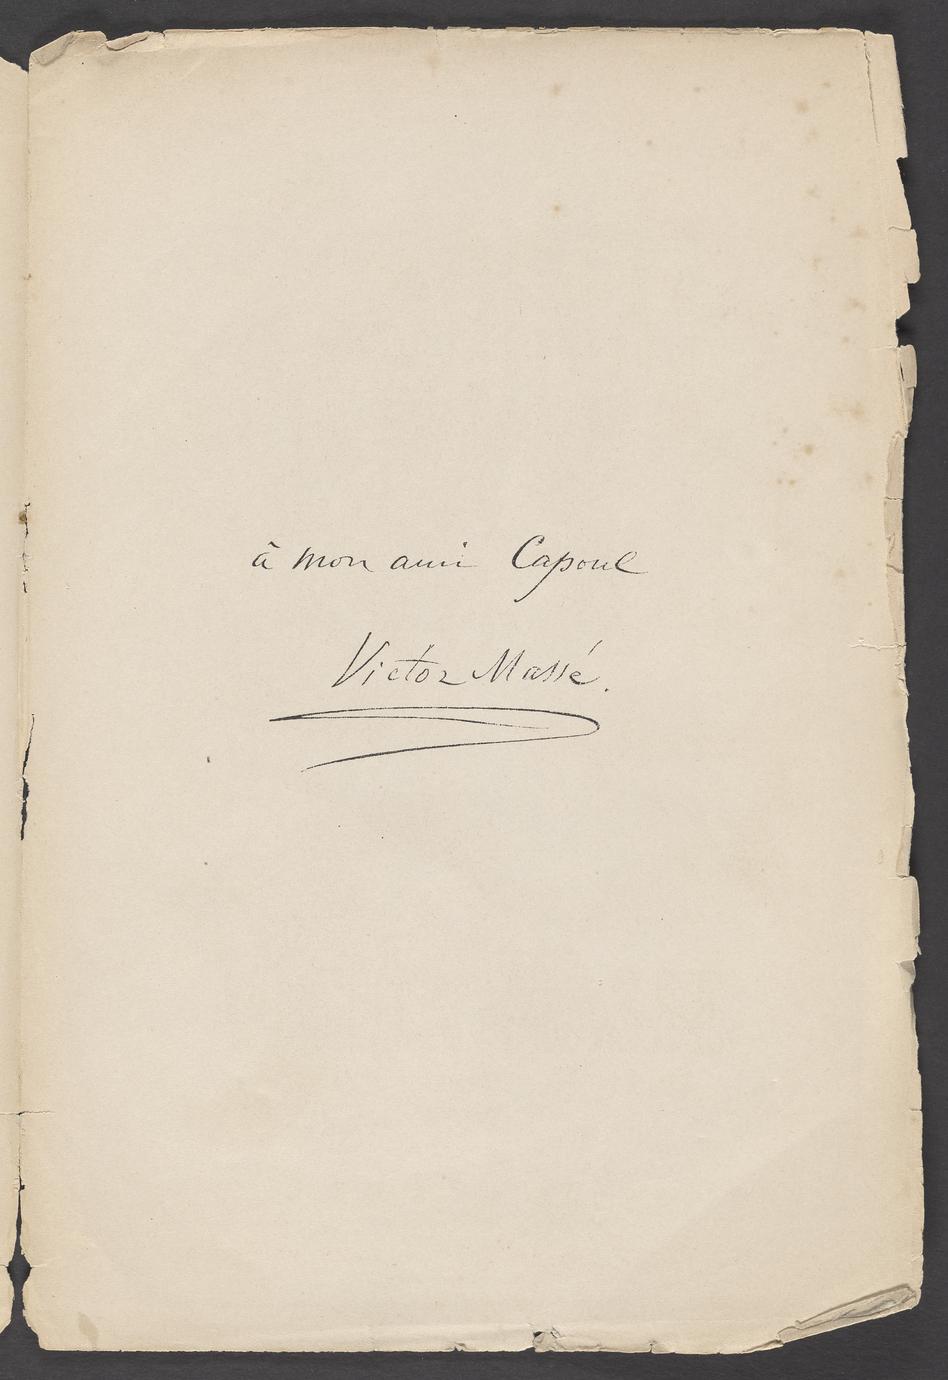 à mon ami Capoul
Victor Massé.